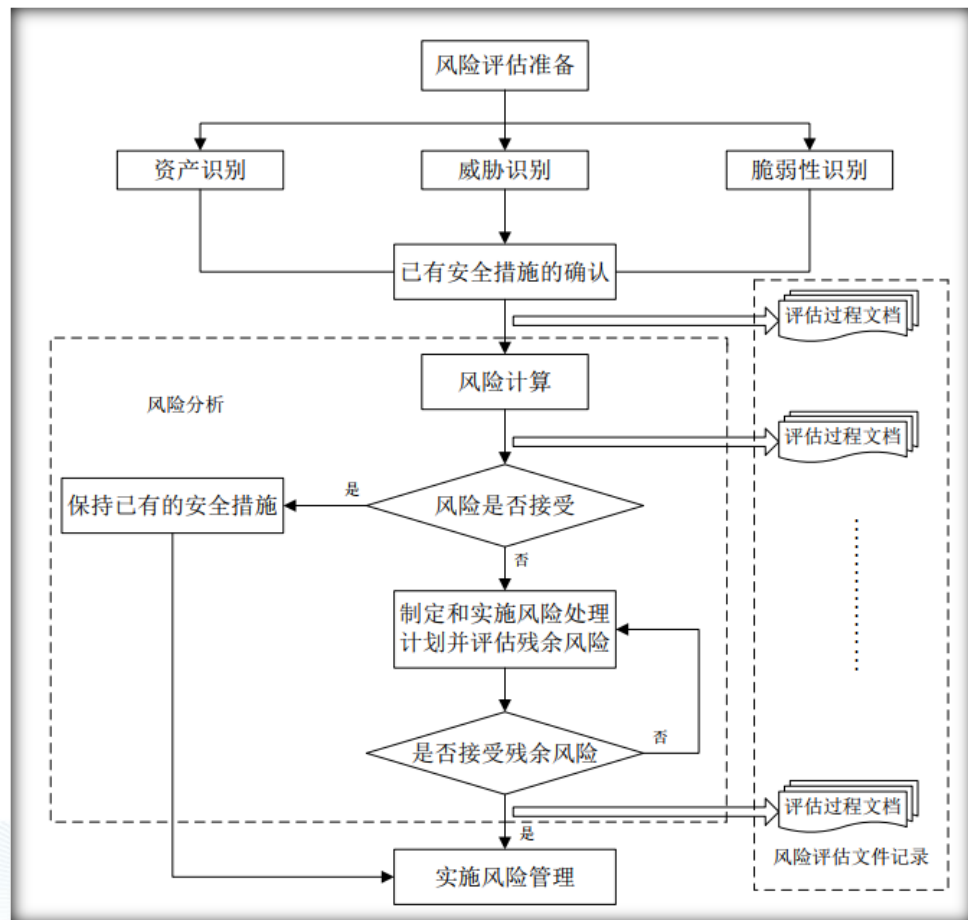 风险评估准备
资产识别
威胁识别
脆弱性识别
已有安全措施的确认
评估过程文档
风险计算
风险分析
评估过程文档
保持已有的安全措施
是
风险是否接受
否
制定和实施风险处理
计划并评估残余风险
是否接受残余风险
否
评估过程文档
是
风险评估文件记录
实施风险管理